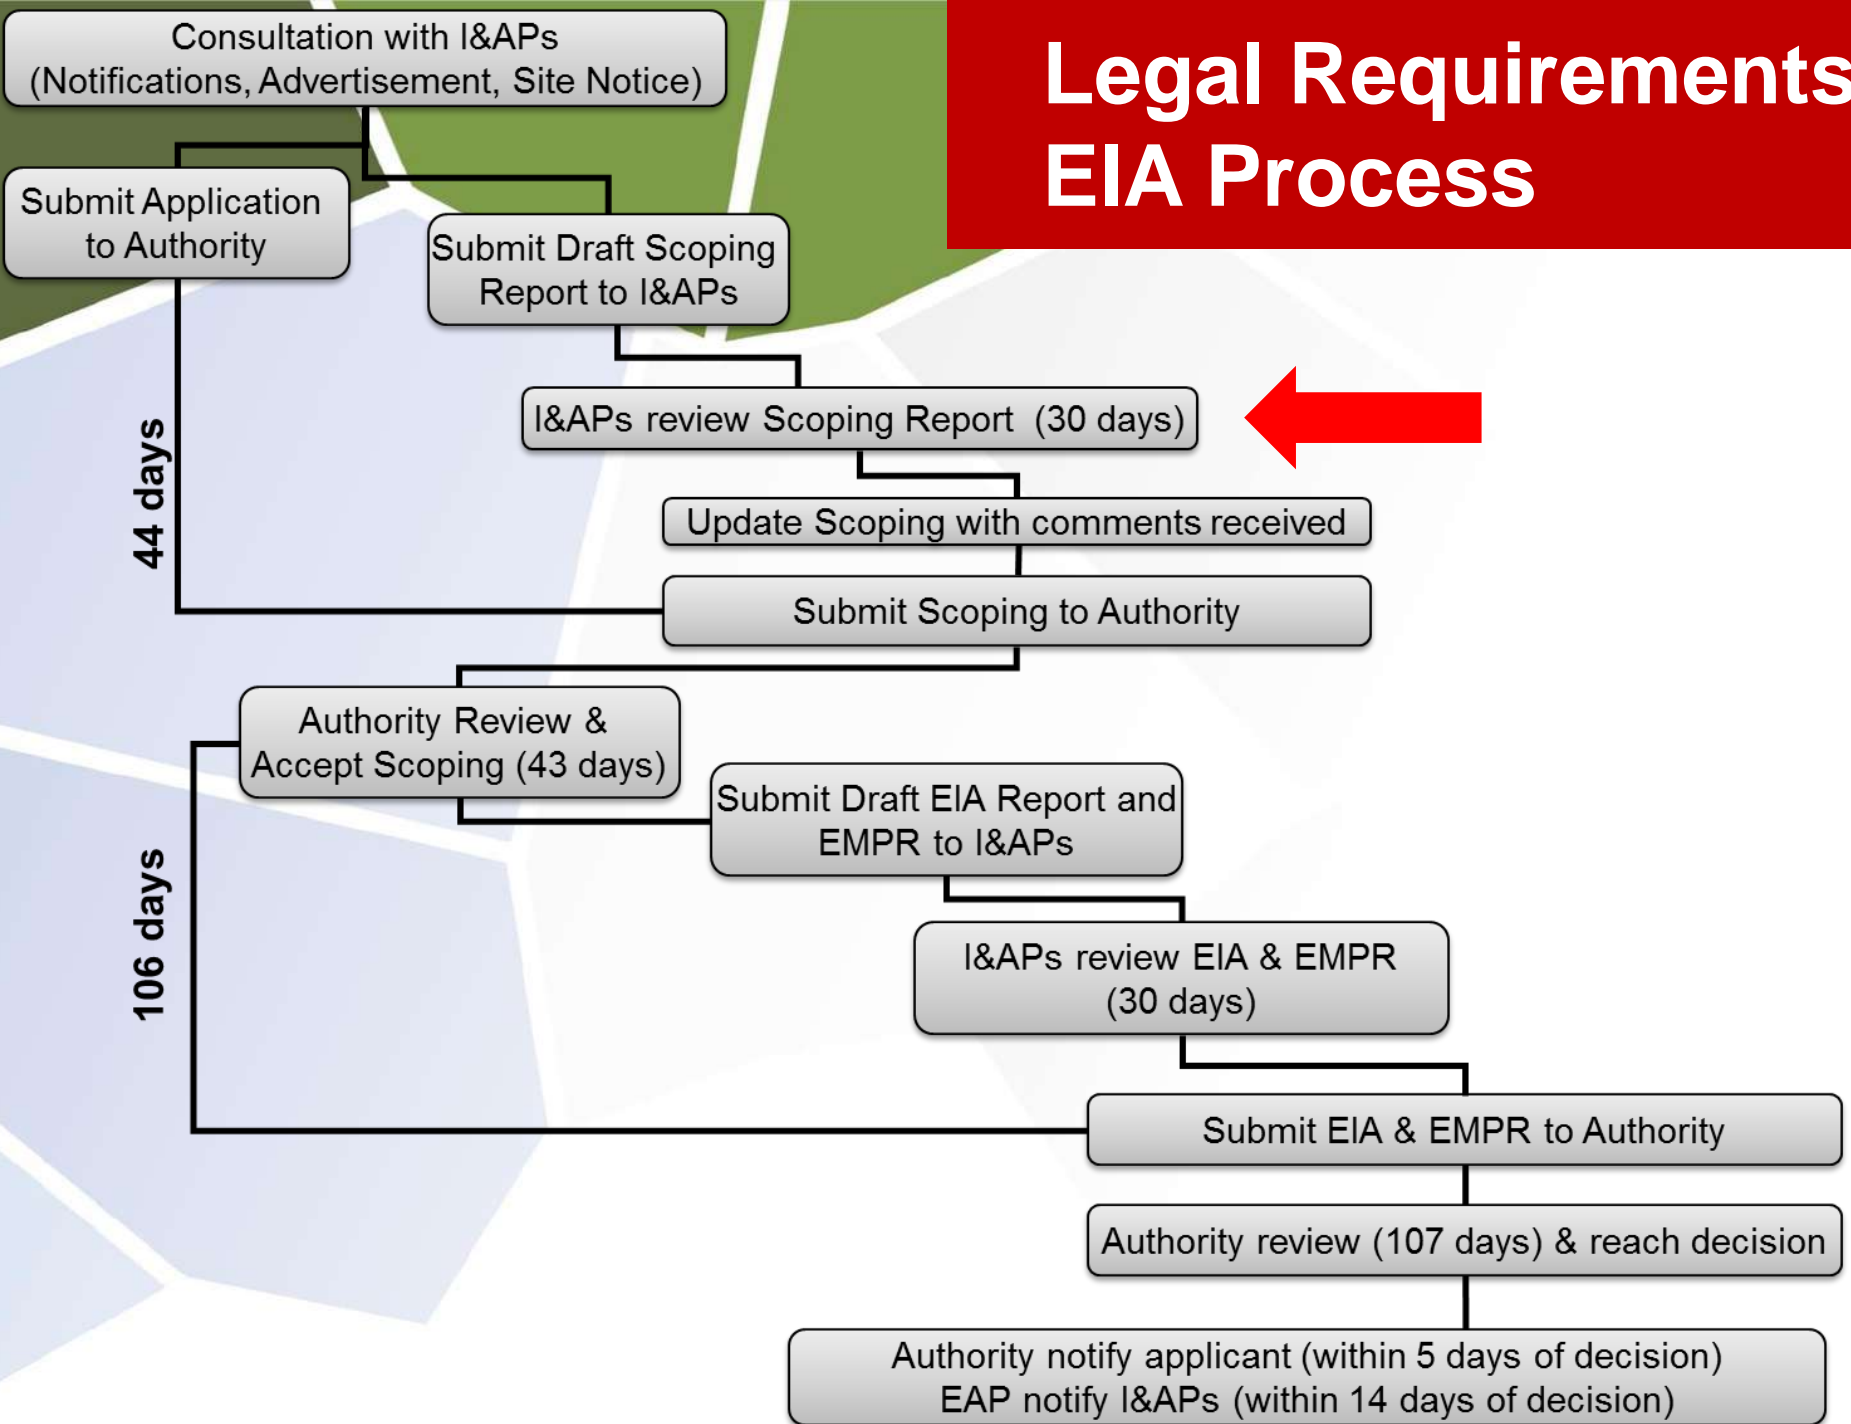 Legal Requirements
EIA Process
Consultation with I&APs
(Notifications, Advertisement, Site Notice)
Submit Application
to Authority
Submit Draft Scoping
Report to I&APs
I&APs review Scoping Report (30 days)
44 days
Update Scoping with comments received
Submit Scoping to Authority
Authority Review &
Accept Scoping (43 days)
Submit Draft EIA Report and
EMPR to I&APs
106 days
I&APs review EIA & EMPR
(30 days)
Submit EIA & EMPR to Authority
Authority review (107 days) & reach decision
Authority notify applicant (within 5 days of decision)
EAP notify I&APs (within 14 days of decision)